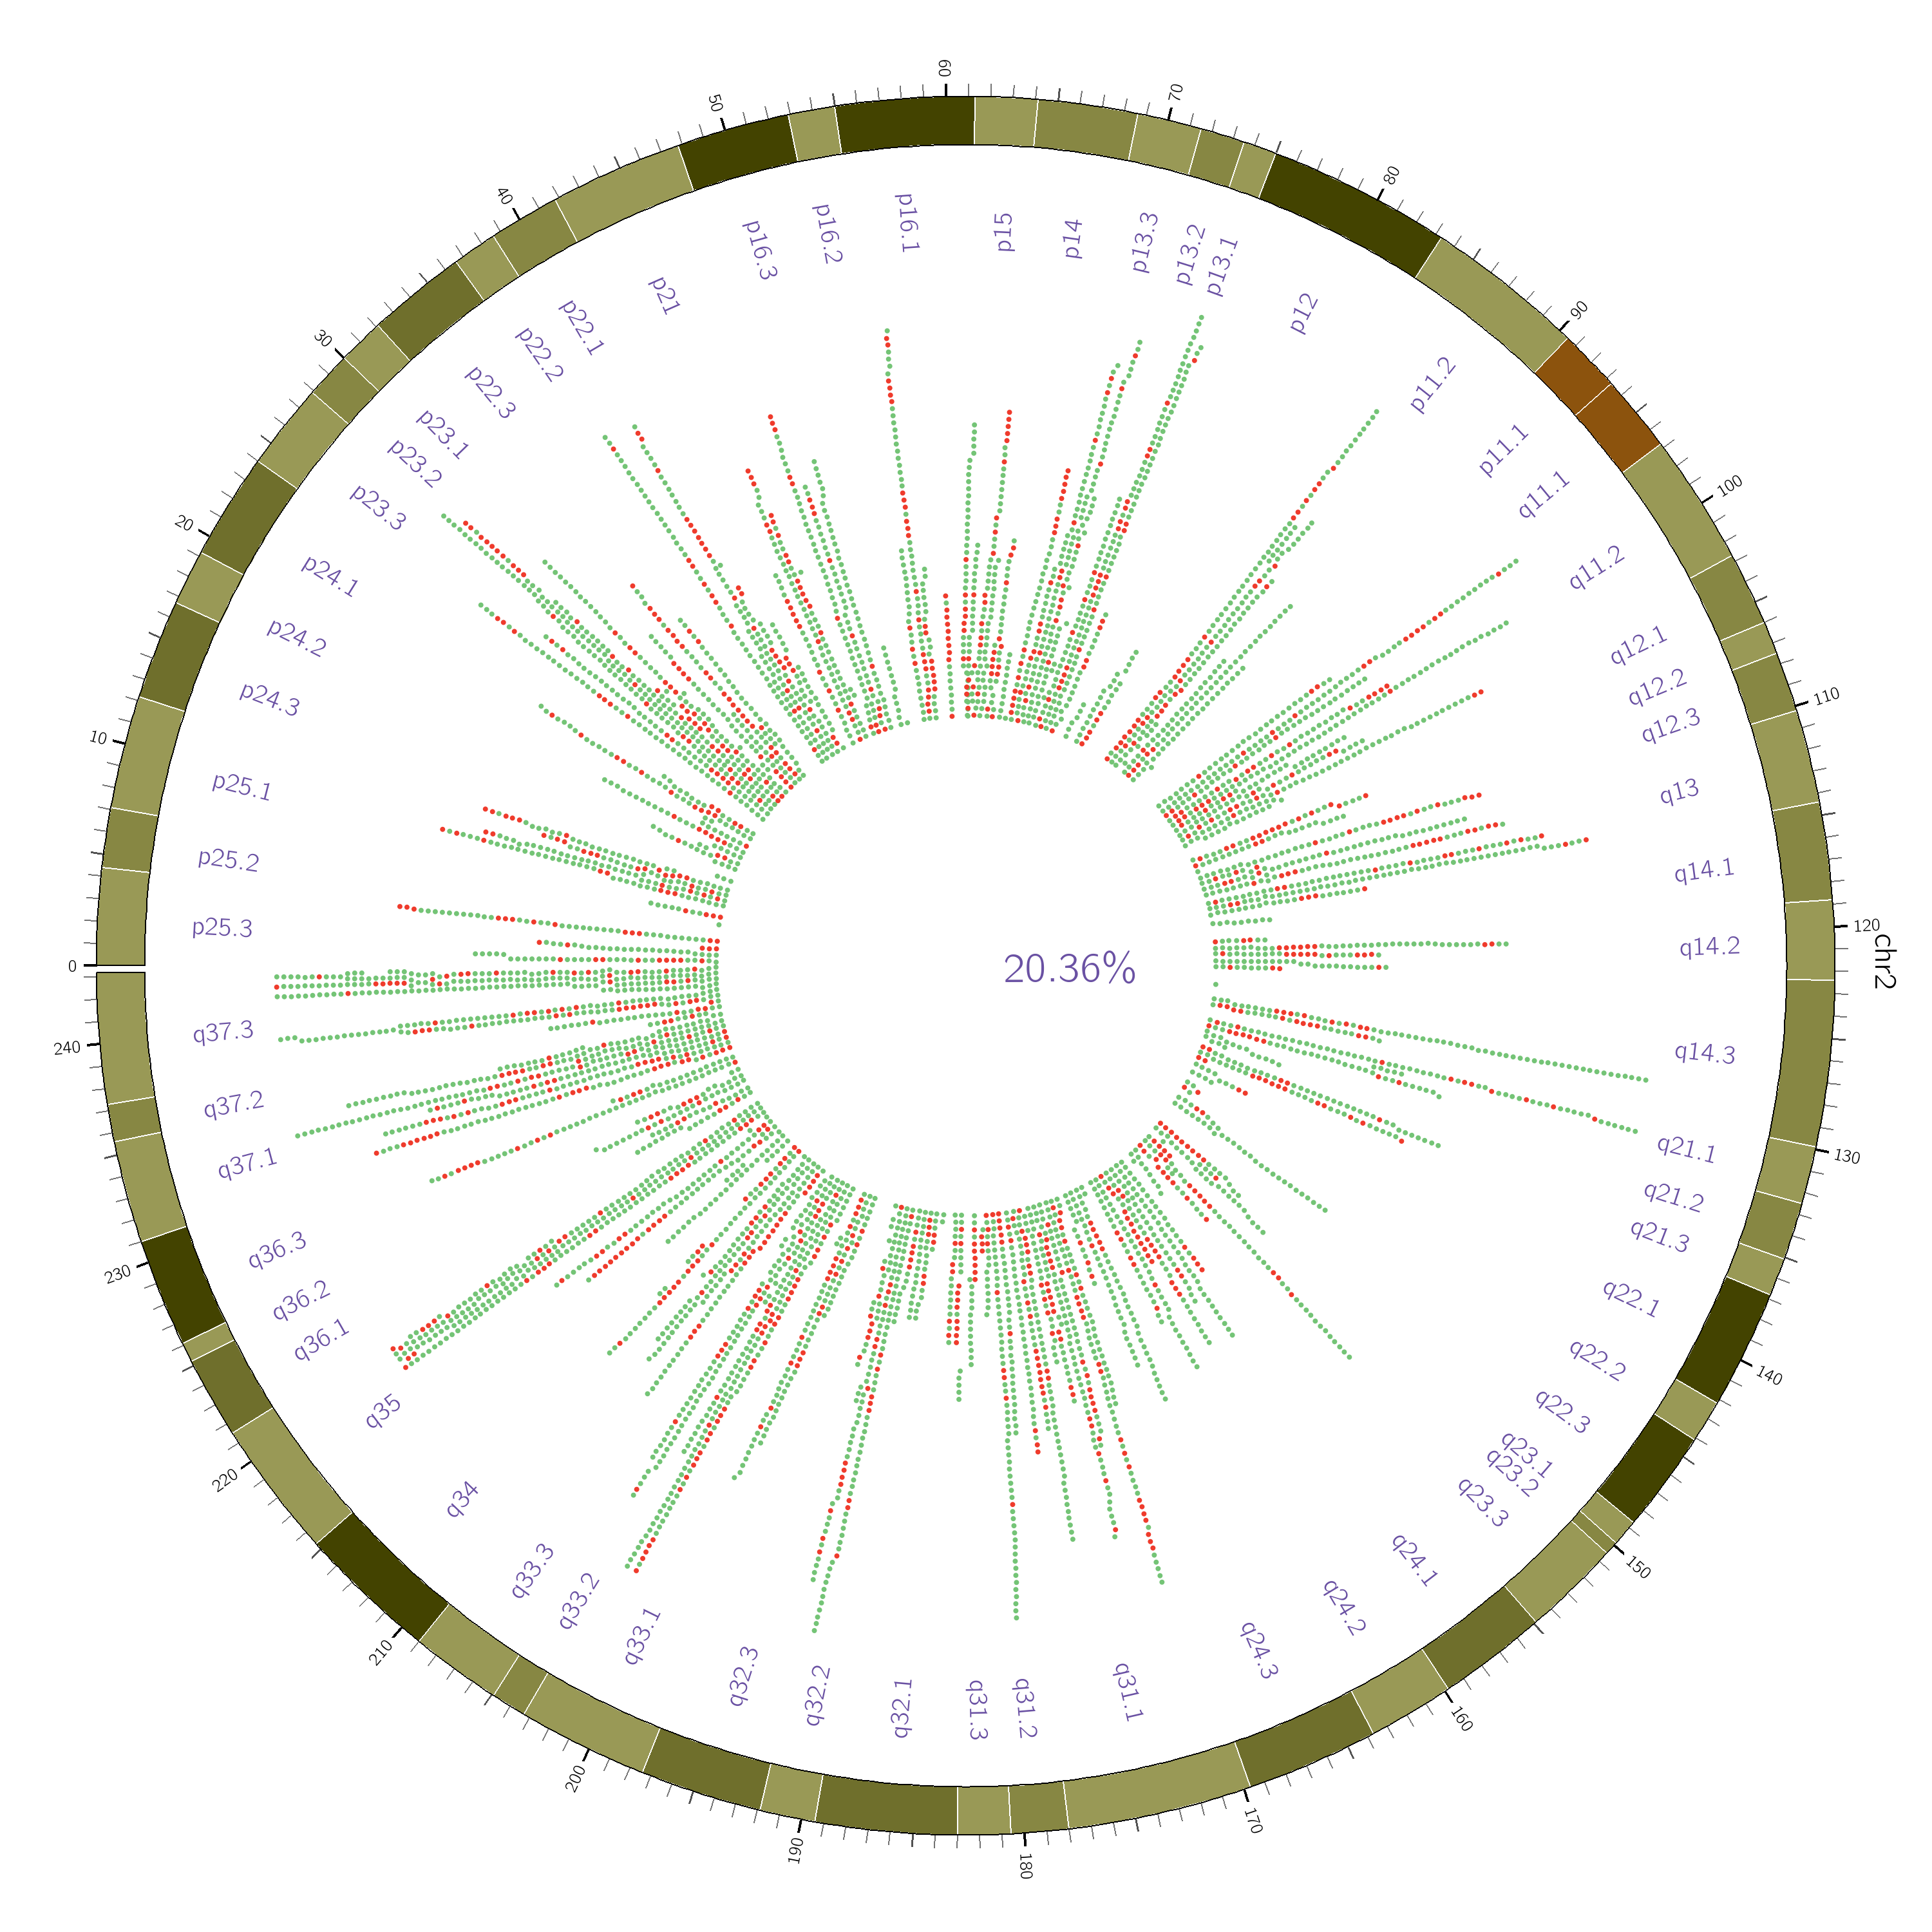 0
10
20
30
40
50
60
70
80
90
100
110
120
130
140
150
160
170
180
190
200
210
220
230
240
chr2
p25.3
p25.2
p25.1
p24.3
p24.2
p24.1
p23.3
p23.2
p23.1
p22.3
p22.2
p22.1
p21
p16.3
p16.2
p16.1
p15
p14
p13.3
p13.2
p13.1
p12
p11.2
p11.1
q11.1
q11.2
q12.1
q12.2
q12.3
q13
q14.1
q14.2
q14.3
q21.1
q21.2
q21.3
q22.1
q22.2
q22.3
q23.1
q23.2
q23.3
q24.1
q24.2
q24.3
q31.1
q31.2
q31.3
q32.1
q32.2
q32.3
q33.1
q33.2
q33.3
q34
q35
q36.1
q36.2
q36.3
q37.1
q37.2
q37.3
20.36%